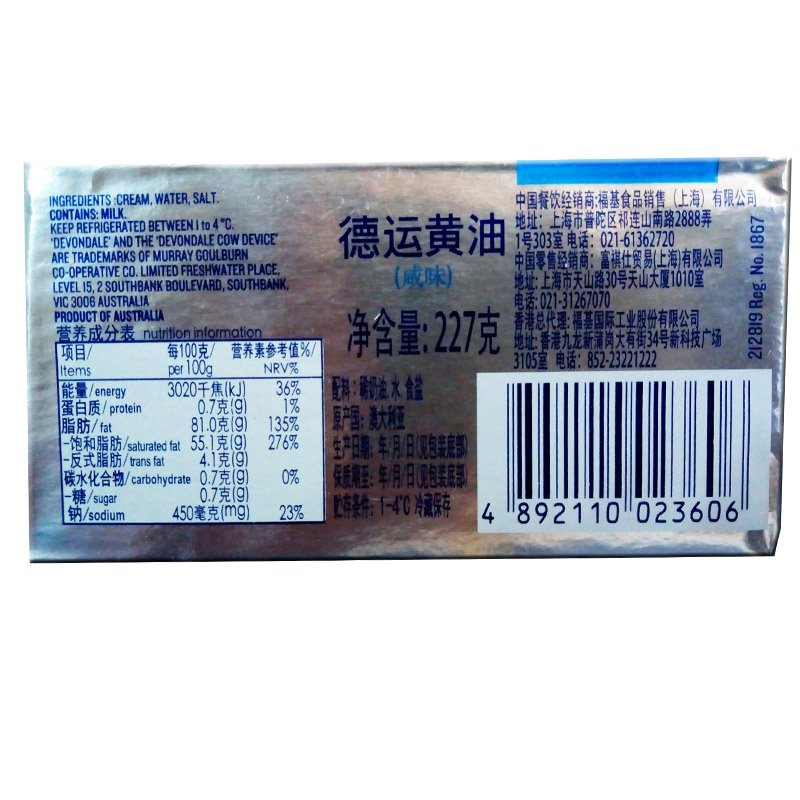 INGREDIENTS :CREAM, WATER, SALT.
CONTAINS: MILK.
KEEP REFRIGERATED BETWEEN 1 to 4 °C.
'DEVONDALE' AND THE 'DEVONDALE COW DEVICE'
ARE TRADEMARKS OF MURRAY GOULBURN
CO-OPERATIVE CO. LIMITED FRESHWATER PLACE,
LEVEL 15, 2 SOUTHBANK BOULEVARD, SOUTHBANK,
VIC 3006 AUSTRALIA
PRODUCT OF AUSTRALIA
营养成分表 nutrition information
项目/ 每100克/ 营养素参考值%/
Items per 100g NRV%
能量/energy 3020千焦(kJ) 36%
蛋白质/protein 0.7克(g) 1%
脂肪/fat 81.0克(g) 135%
-饱和脂肪/saturated fat 55.1克(g) 276%
-反式脂肪/trans fat 4.1克(g)
碳水化合物/carbohydrate 0.7克(g) 0%
-糖/sugar 0.7克(g)
钠/sodium 450毫克(mg) 23%
德运黄油
(咸味)
净含量: 227克
配料: 稀奶油, 水, 食盐
原产国: 澳大利亚
生产日期: 年/月/日(见包装底部)
保质期至: 年/月/日(见包装底部)
贮存条件: 1-4°C 冷藏保存
中国餐饮经销商:福基食品销售（上海）有限公司
地址: 上海市普陀区祁连山南路2888弄
1号303室 电话: 021-61362720
中国零售经销商: 富祺仕贸易(上海)有限公司
地址: 上海市天山路30号天山大厦1010室
电话: 021-31267070
香港总代理: 福基国际工业股份有限公司
地址: 香港九龙新蒲岗大有街34号新科技广场
3105室 电话: 852-23221222
212819 Reg. No. 1867
4 892110 023606